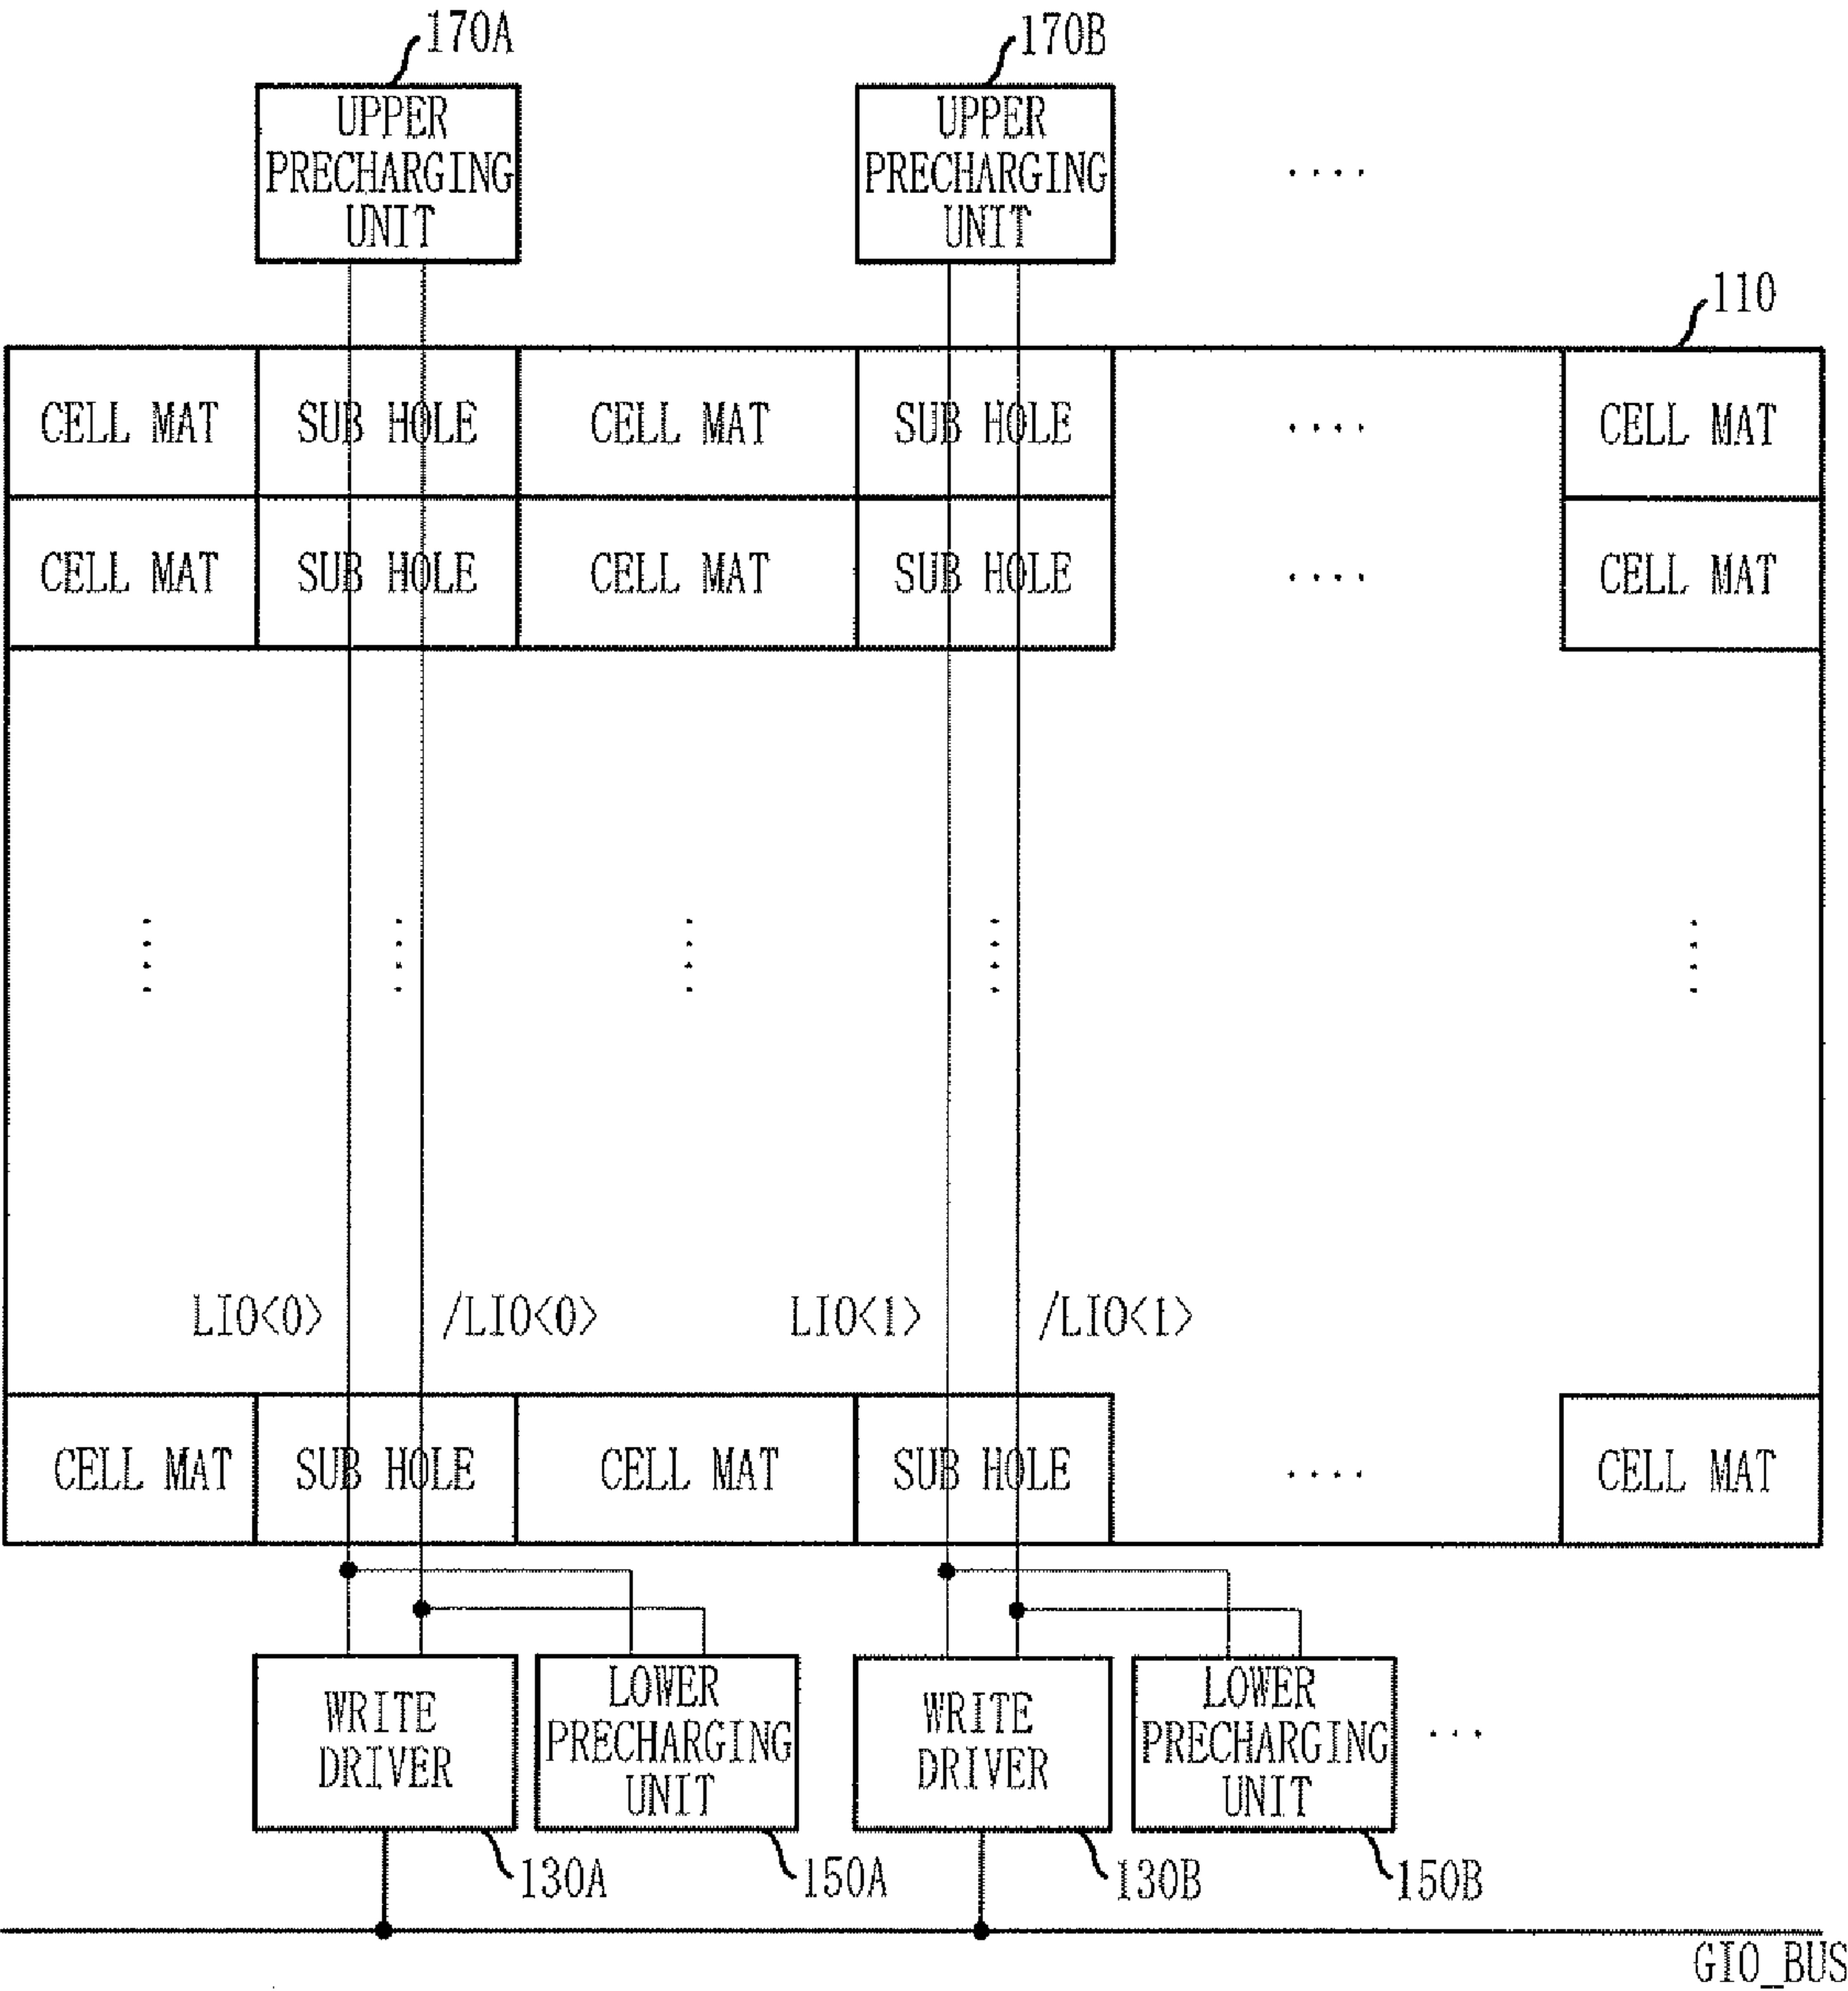 170A
170B
UPPER
PRECHARGING
UNIT
UPPER
PRECHARGING
UNIT
....
110
CELL MAT
SUB HOLE
CELL MAT
SUB HOLE
....
CELL MAT
CELL MAT
SUB HOLE
CELL MAT
SUB HOLE
....
CELL MAT
LIO<0>
/LIO<0>
LIO<1>
/LIO<1>
CELL MAT
SUB HOLE
CELL MAT
SUB HOLE
....
CELL MAT
WRITE
DRIVER
LOWER
PRECHARGING
UNIT
WRITE
DRIVER
LOWER
PRECHARGING
UNIT
...
130A
150A
130B
150B
GIO_BUS